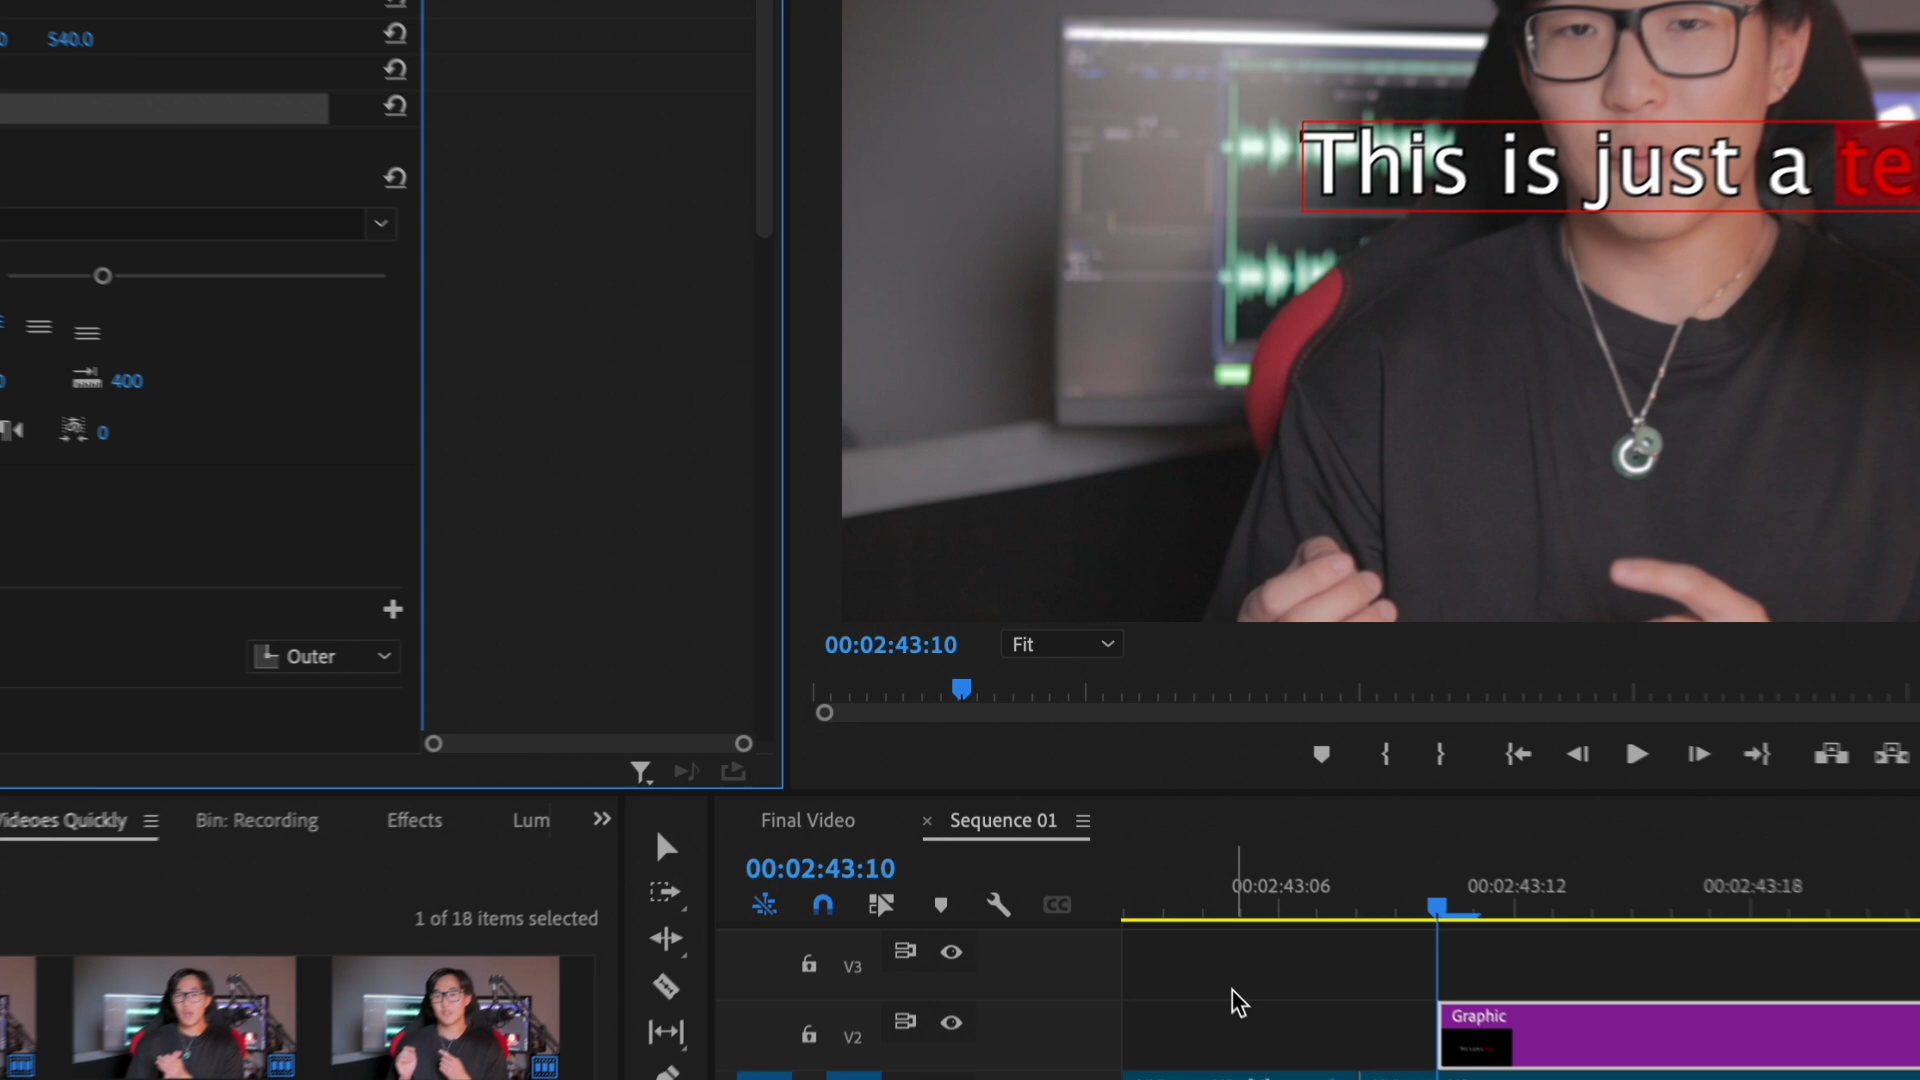 540.0
This is just a te
400
0
Outer
00:02:43:10
Fit
Videoes Quickly
Bin: Recording
Effects
Lum
Final Video
× Sequence 01
00:02:43:10
00:02:43:06
00:02:43:12
00:02:43:18
CC
1 of 18 items selected
V3
V2
Graphic